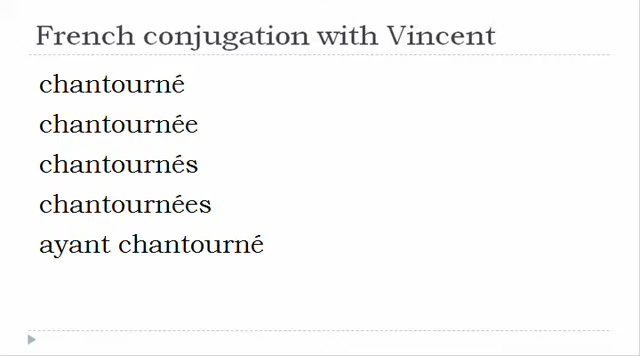 French conjugation with Vincent
chantourné
chantournée
chantournés
chantournées
ayant chantourné